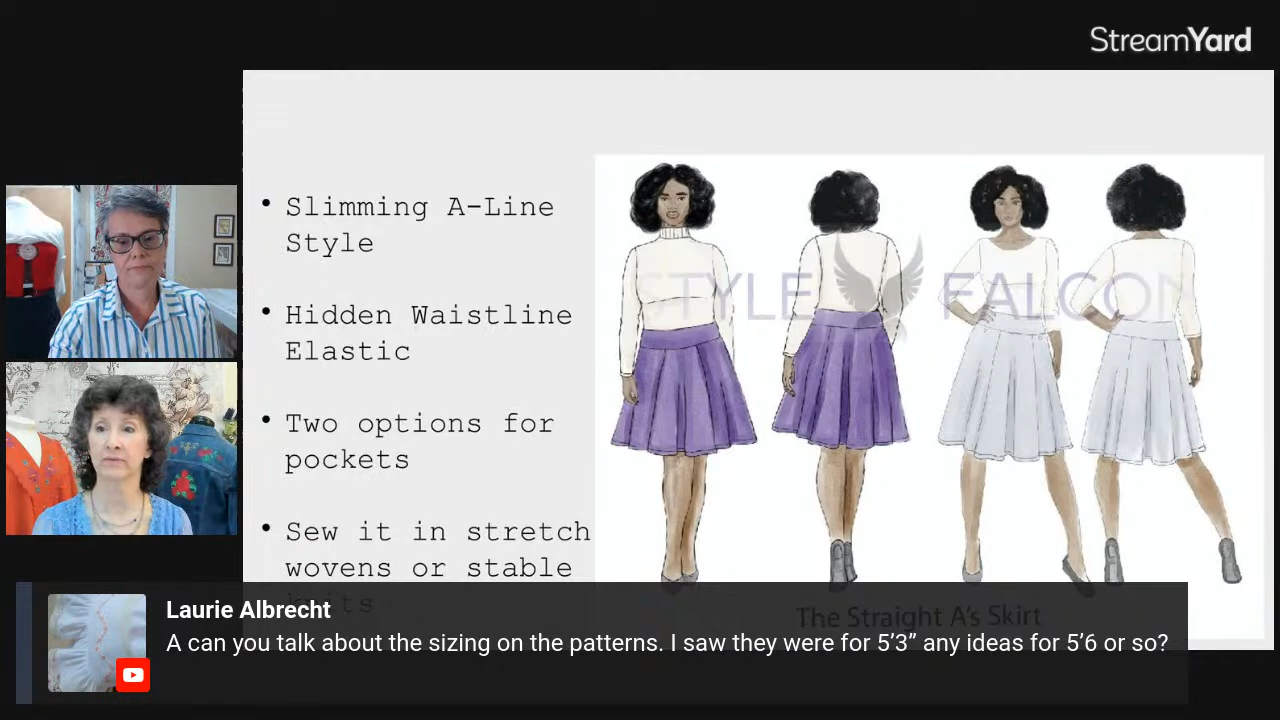 StreamYard
Slimming A-Line
Style
Hidden Waistline
Elastic
Two options for
pockets
Sew it in stretch
wovens or stable
knits
STYLE FALCON
The Straight A's Skirt
Laurie Albrecht
A can you talk about the sizing on the patterns. I saw they were for 5’3” any ideas for 5’6 or so?